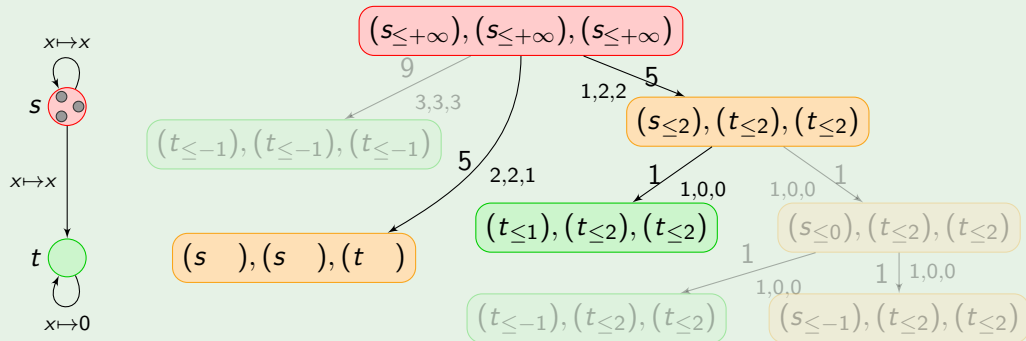 x↦x
s
x↦x
t
x↦0
(s≤+∞),(s≤+∞),(s≤+∞)
9
3,3,3
5
2,2,1
5
1,2,2
(t≤−1),(t≤−1),(t≤−1)
(s≤2),(t≤2),(t≤2)
1
1,0,0
1
1,0,0
(s ),(s ),(t )
(t≤1),(t≤2),(t≤2)
(s≤0),(t≤2),(t≤2)
1
1,0,0
1
1,0,0
(t≤−1),(t≤2),(t≤2)
(s≤−1),(t≤2),(t≤2)